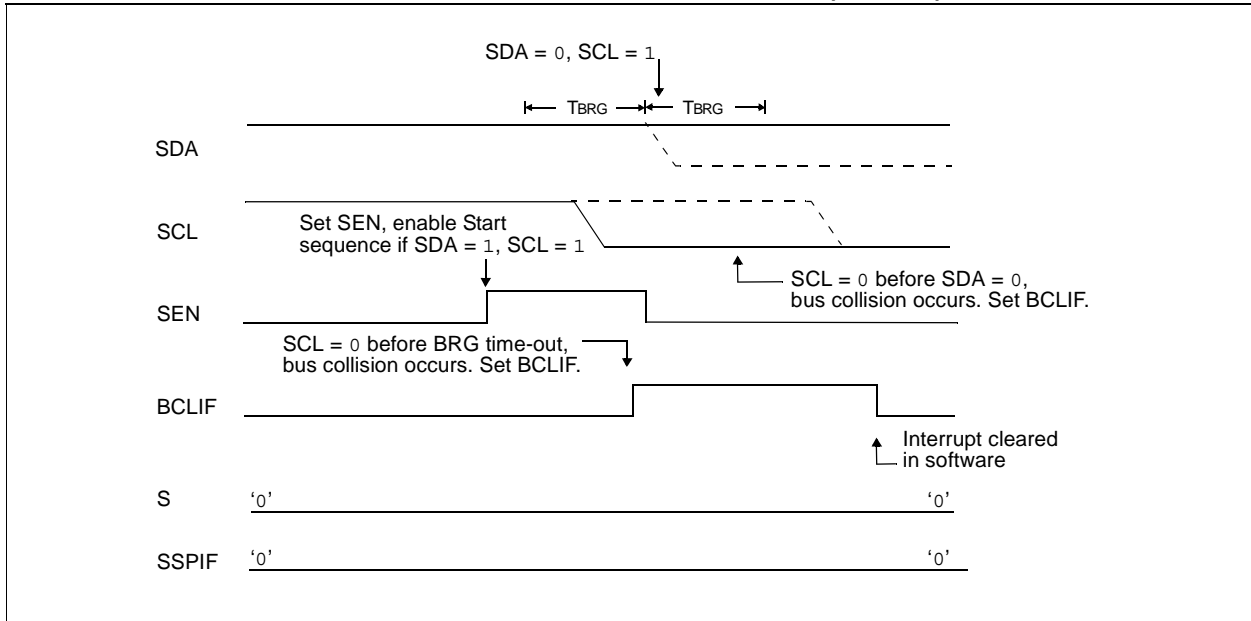 SDA = 0, SCL = 1
TBRG TBRG
SDA
SCL
Set SEN, enable Start
sequence if SDA = 1, SCL = 1
SCL = 0 before SDA = 0,
bus collision occurs. Set BCLIF.
SEN
SCL = 0 before BRG time-out,
bus collision occurs. Set BCLIF.
BCLIF
Interrupt cleared
in software
S ‘0’ ‘0’
SSPIF ‘0’ ‘0’